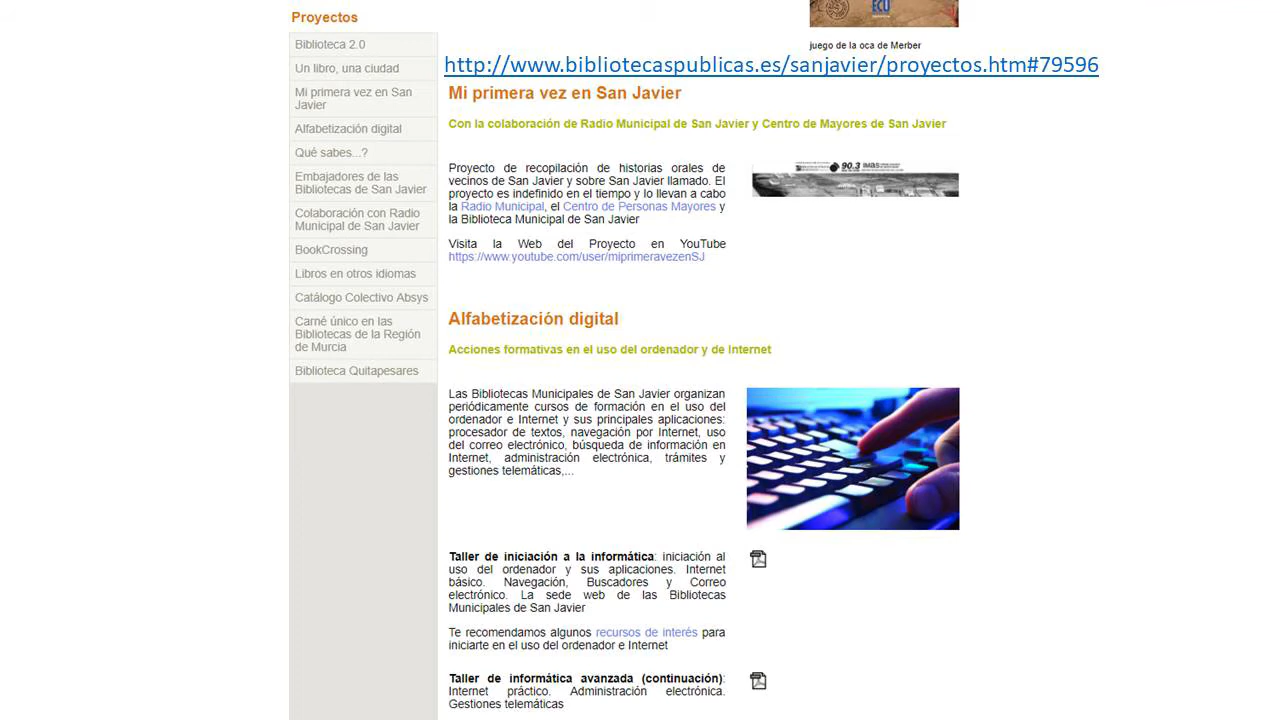 Proyectos
Biblioteca 2.0
Un libro, una ciudad
Mi primera vez en San
Javier
Alfabetización digital
Qué sabes...?
Embajadores de las
Bibliotecas de San Javier
Colaboración con Radio
Municipal de San Javier
BookCrossing
Libros en otros idiomas
Catálogo Colectivo Absys
Carné único en las
Bibliotecas de la Región
de Murcia
Biblioteca Quitapesares
ECU
juego de la oca de Merber
http://www.bibliotecaspublicas.es/sanjavier/proyectos.htm#79596
Mi primera vez en San Javier
Con la colaboración de Radio Municipal de San Javier y Centro de Mayores de San Javier
Proyecto de recopilación de historias orales de
vecinos de San Javier y sobre San Javier llamado. El
proyecto es indefinido en el tiempo y lo llevan a cabo
la Radio Municipal, el Centro de Personas Mayores y
la Biblioteca Municipal de San Javier
90.3 IMAS
Visita la Web del Proyecto en YouTube
https://www.youtube.com/user/miprimeravezenSJ
Alfabetización digital
Acciones formativas en el uso del ordenador y de Internet
Las Bibliotecas Municipales de San Javier organizan
periódicamente cursos de formación en el uso del
ordenador e Internet y sus principales aplicaciones:
procesador de textos, navegación por Internet, uso
del correo electrónico, búsqueda de información en
Internet, administración electrónica, trámites y
gestiones telemáticas,...
Taller de iniciación a la informática: iniciación al
uso del ordenador y sus aplicaciones. Internet
básico. Navegación, Buscadores y Correo
electrónico. La sede web de las Bibliotecas
Municipales de San Javier
Te recomendamos algunos recursos de interés para
iniciarte en el uso del ordenador e Internet
Taller de informática avanzada (continuación):
Internet práctico. Administración electrónica.
Gestiones telemáticas